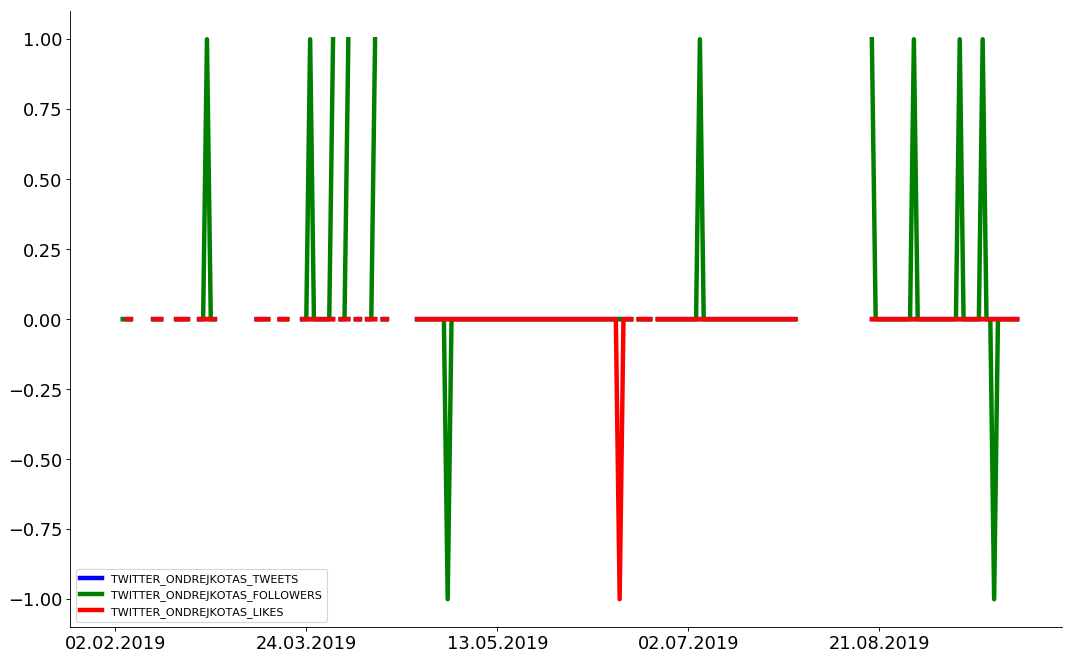 1.00
0.75
0.50
0.25
0.00
−0.25
−0.50
−0.75
−1.00
TWITTER_ONDREJKOTAS_TWEETS
TWITTER_ONDREJKOTAS_FOLLOWERS
TWITTER_ONDREJKOTAS_LIKES
02.02.2019 24.03.2019 13.05.2019 02.07.2019 21.08.2019